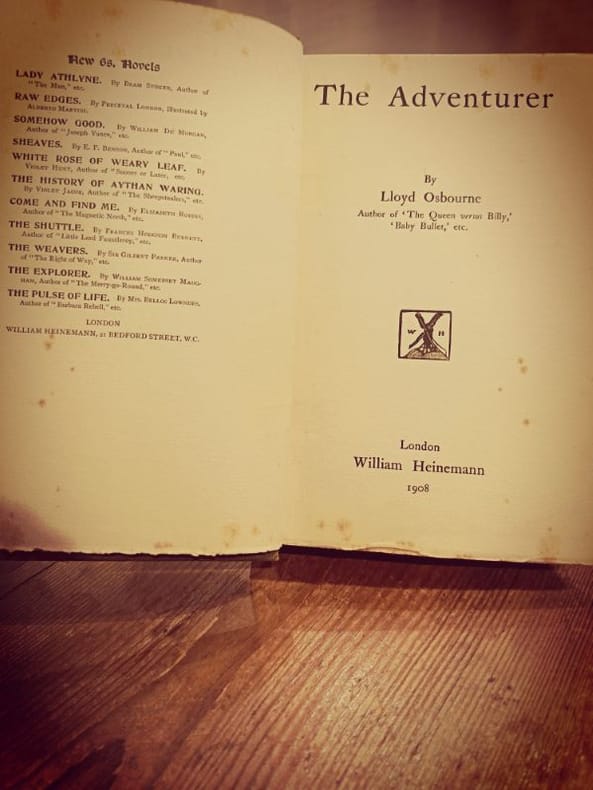 New 6s. Novels
LADY ATHLYNE. By BRAM STOKER, Author of
"The Man," etc.
RAW EDGES. By PERCEVAL LANDON, Illustrated by
ALBERTO MARTINI.
SOMEHOW GOOD. By WILLIAM DE MORGAN,
Author of "Joseph Vance," etc.
SHEAVES. By E. F. BENSON, Author of "Paul," etc.
WHITE ROSE OF WEARY LEAF. By
VIOLET HUNT, Author of "Sooner or Later," etc.
THE HISTORY OF AYTHAN WARING.
By VIOLET JACOB, Author of "The Sheepstealers," etc.
COME AND FIND ME. By ELIZABETH ROBINS,
Author of "The Magnetic North," etc.
THE SHUTTLE. By FRANCES HODGSON BURNETT,
Author of "Little Lord Fauntleroy," etc.
THE WEAVERS. By SIR GILBERT PARKER, Author
of "The Right of Way," etc.
THE EXPLORER. By WILLIAM SOMERSET MAUG-
HAM, Author of "The Merry-go-Round," etc.
THE PULSE OF LIFE. By MRS. BELLOC LOWNDES,
Author of "Barbara Rebell," etc.
LONDON
WILLIAM HEINEMANN, 21 BEDFORD STREET, W.C.
The Adventurer
By
Lloyd Osbourne
Author of 'The Queen versus Billy,'
'Baby Bullet,' etc.
W H
London
William Heinemann
1908